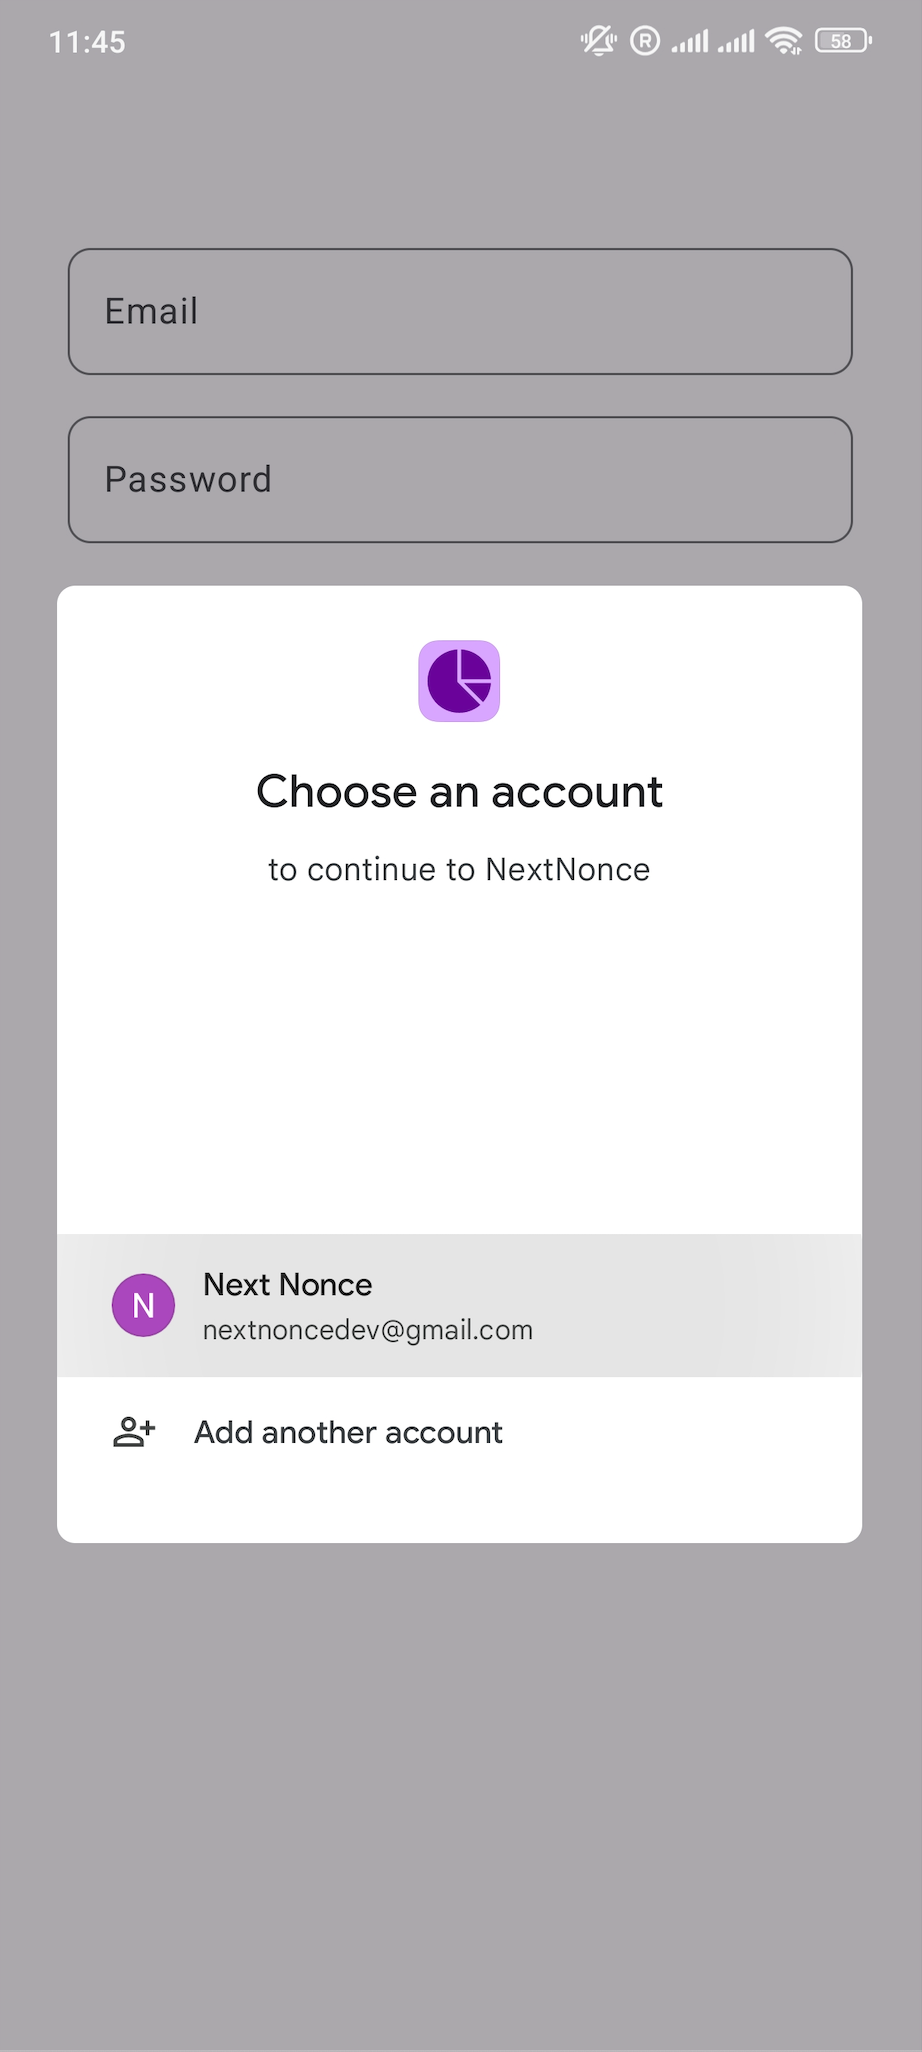 11:45
R
58
Email
Password
Choose an account
to continue to NextNonce
N
Next Nonce
nextnoncedev@gmail.com
Add another account